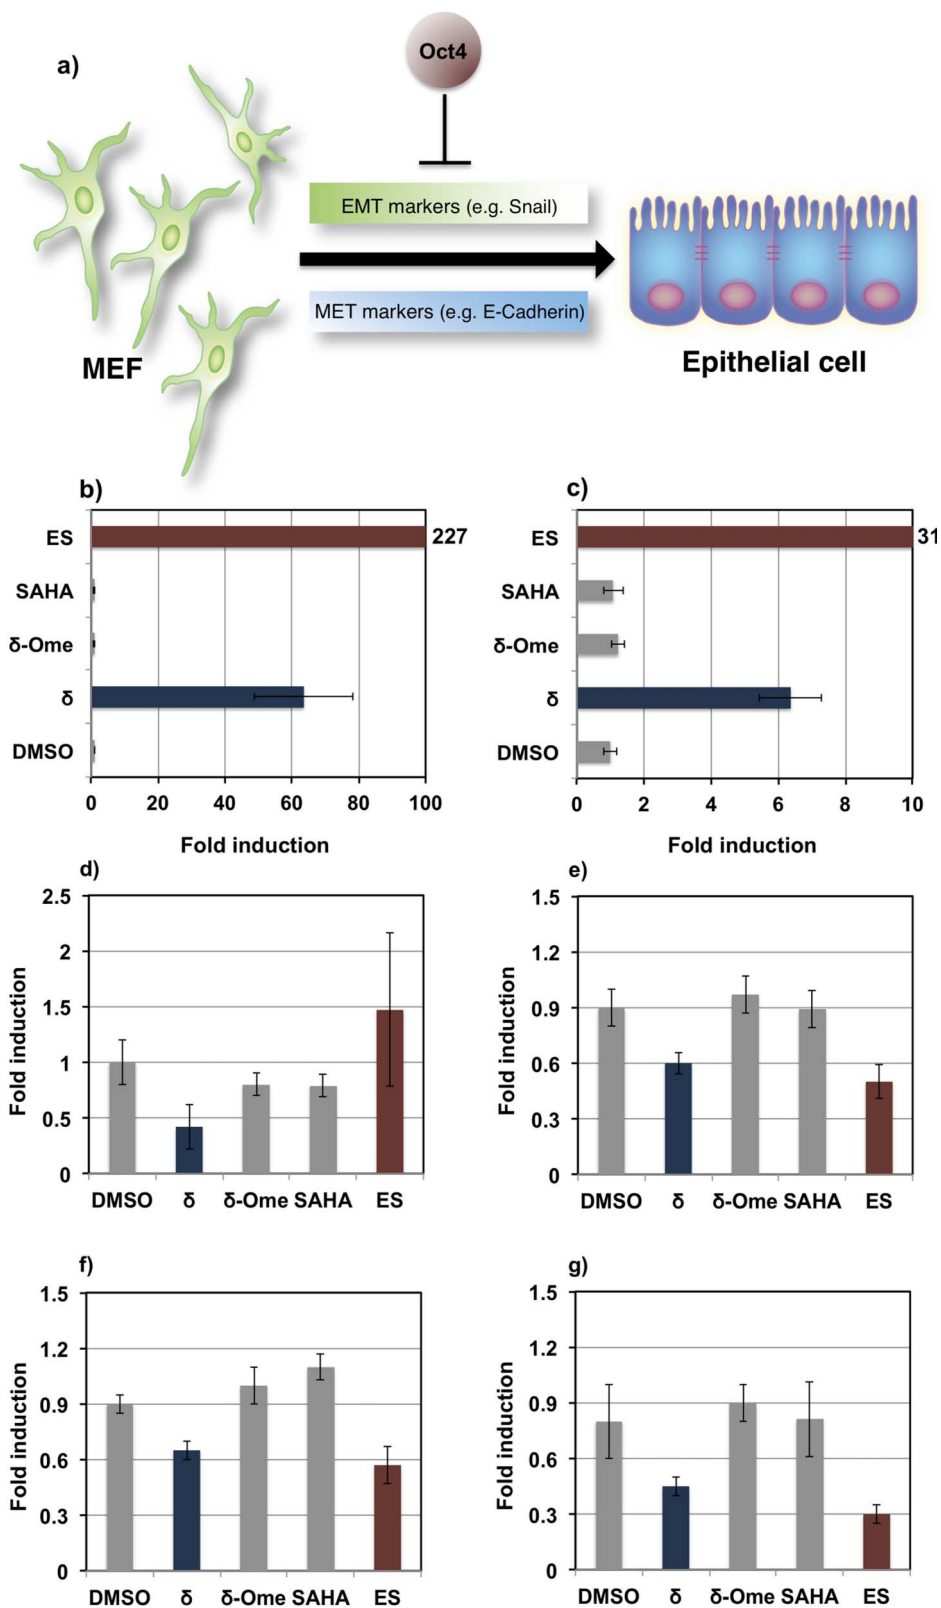 a)
Oct4
EMT markers (e.g. Snail)
MET markers (e.g. E-Cadherin)
MEF
Epithelial cell
b)
ES
227
SAHA
δ-Ome
δ
DMSO
0 20 40 60 80 100
Fold induction
c)
ES
31
SAHA
δ-Ome
δ
DMSO
0 2 4 6 8 10
Fold induction
d)
Fold induction
2.5
2
1.5
1
0.5
0
DMSO δ δ-Ome SAHA ES
e)
Fold induction
1.5
1.2
0.9
0.6
0.3
0
DMSO δ δ-Ome SAHA ES
f)
Fold induction
1.5
1.2
0.9
0.6
0.3
0
DMSO δ δ-Ome SAHA ES
g)
Fold induction
1.5
1.2
0.9
0.6
0.3
0
DMSO δ δ-Ome SAHA ES